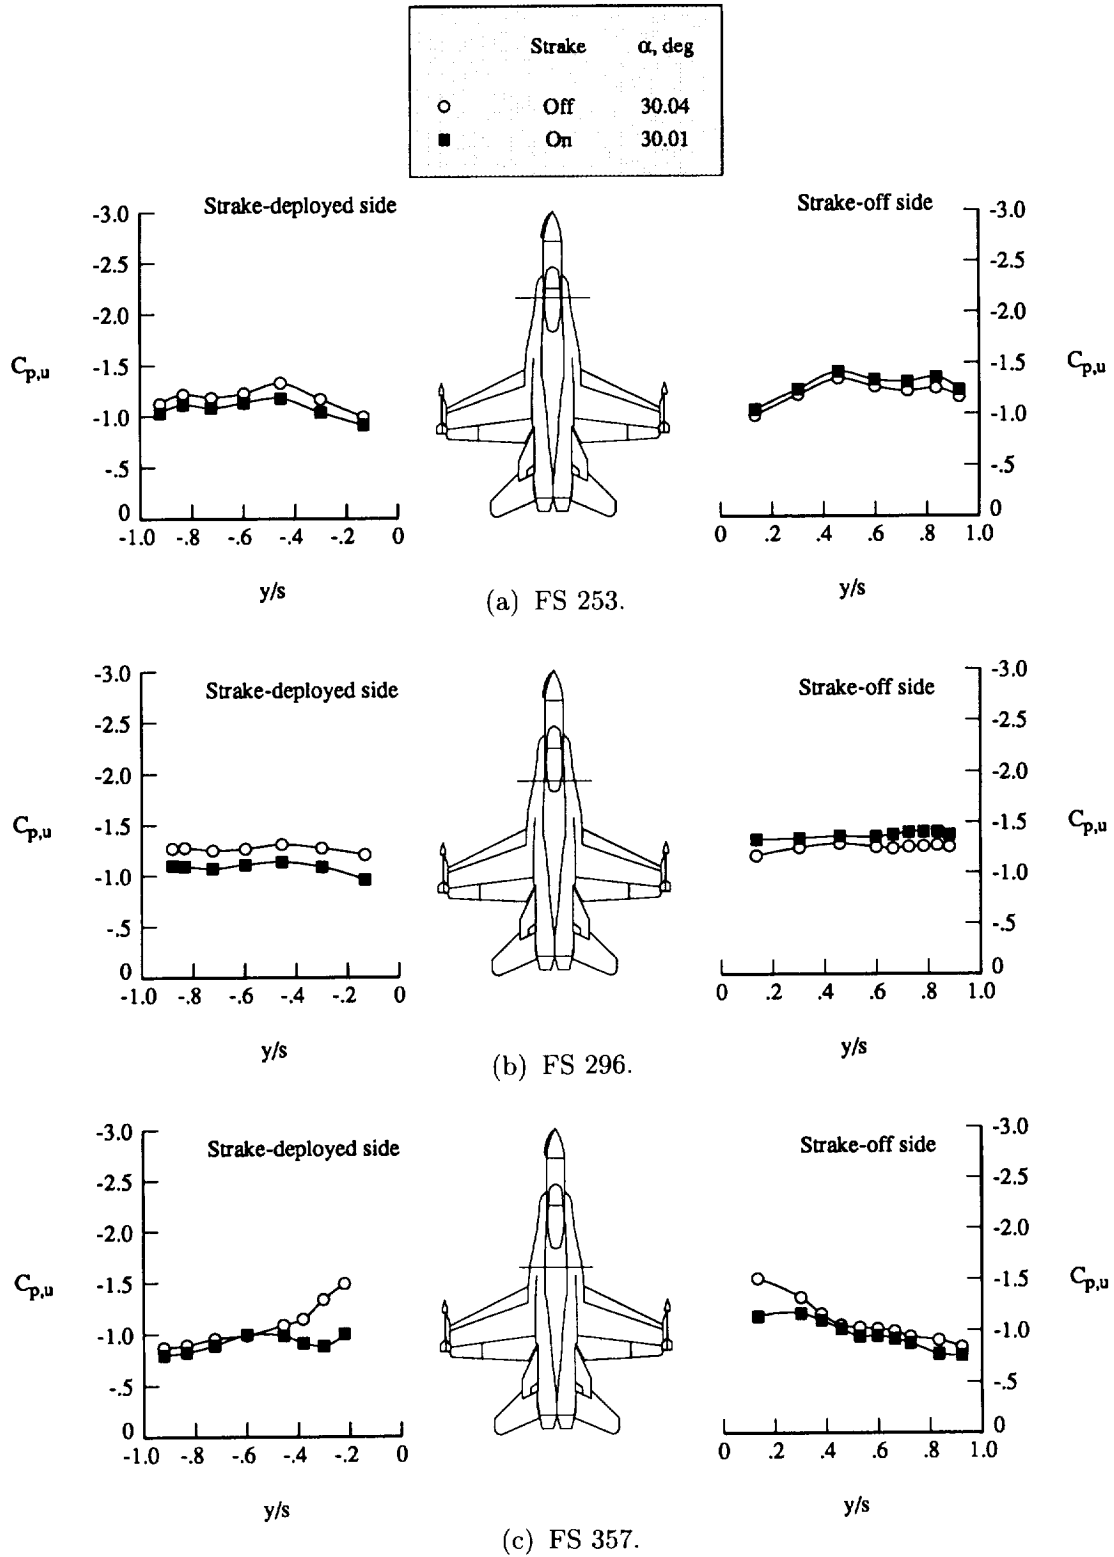 Strake α, deg
Off 30.04
On 30.01
Strake-deployed side
Strake-off side
-3.0
-2.5
-2.0
-1.5
-1.0
-.5
0
C_p,u
-1.0 -.8 -.6 -.4 -.2 0
y/s
-3.0
-2.5
-2.0
-1.5
-1.0
-.5
0
C_p,u
0 .2 .4 .6 .8 1.0
y/s
(a) FS 253.
Strake-deployed side
Strake-off side
-3.0
-2.5
-2.0
-1.5
-1.0
-.5
0
C_p,u
-1.0 -.8 -.6 -.4 -.2 0
y/s
-3.0
-2.5
-2.0
-1.5
-1.0
-.5
0
C_p,u
0 .2 .4 .6 .8 1.0
y/s
(b) FS 296.
Strake-deployed side
Strake-off side
-3.0
-2.5
-2.0
-1.5
-1.0
-.5
0
C_p,u
-1.0 -.8 -.6 -.4 -.2 0
y/s
-3.0
-2.5
-2.0
-1.5
-1.0
-.5
0
C_p,u
0 .2 .4 .6 .8 1.0
y/s
(c) FS 357.